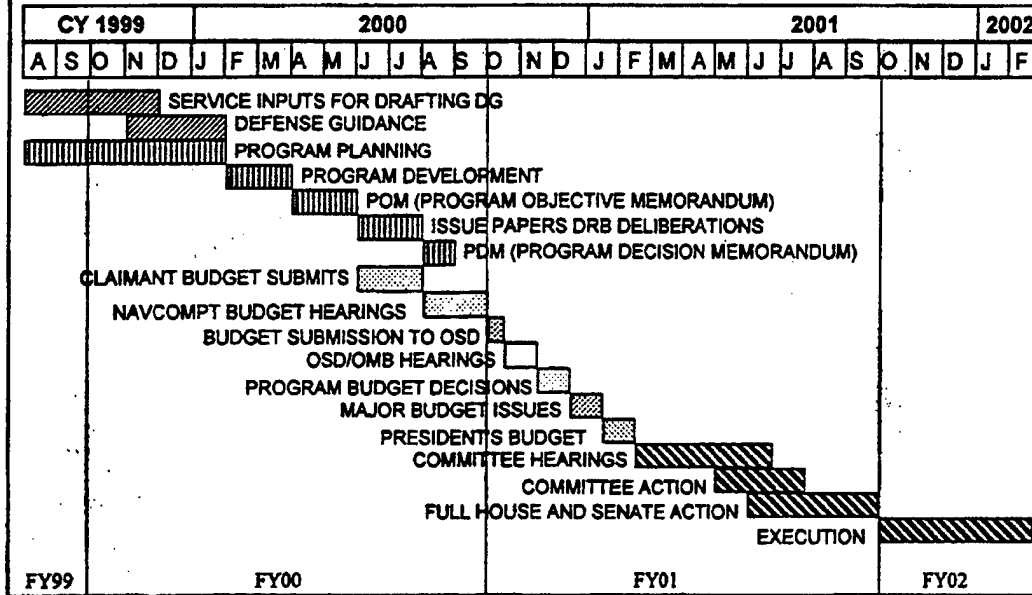 CY 1999 2000 2001 2002
A S O N D J F M A M J J A S D N D J F M A M J J A S O N D J F
SERVICE INPUTS FOR DRAFTING DG
DEFENSE GUIDANCE
PROGRAM PLANNING
PROGRAM DEVELOPMENT
POM (PROGRAM OBJECTIVE MEMORANDUM)
ISSUE PAPERS DRB DELIBERATIONS
PDM (PROGRAM DECISION MEMORANDUM)
CLAIMANT BUDGET SUBMITS
NAVCOMPT BUDGET HEARINGS
BUDGET SUBMISSION TO OSD
OSD/OMB HEARINGS
PROGRAM BUDGET DECISIONS
MAJOR BUDGET ISSUES
PRESIDENT'S BUDGET
COMMITTEE HEARINGS
COMMITTEE ACTION
FULL HOUSE AND SENATE ACTION
EXECUTION
FY99 FY00 FY01 FY02